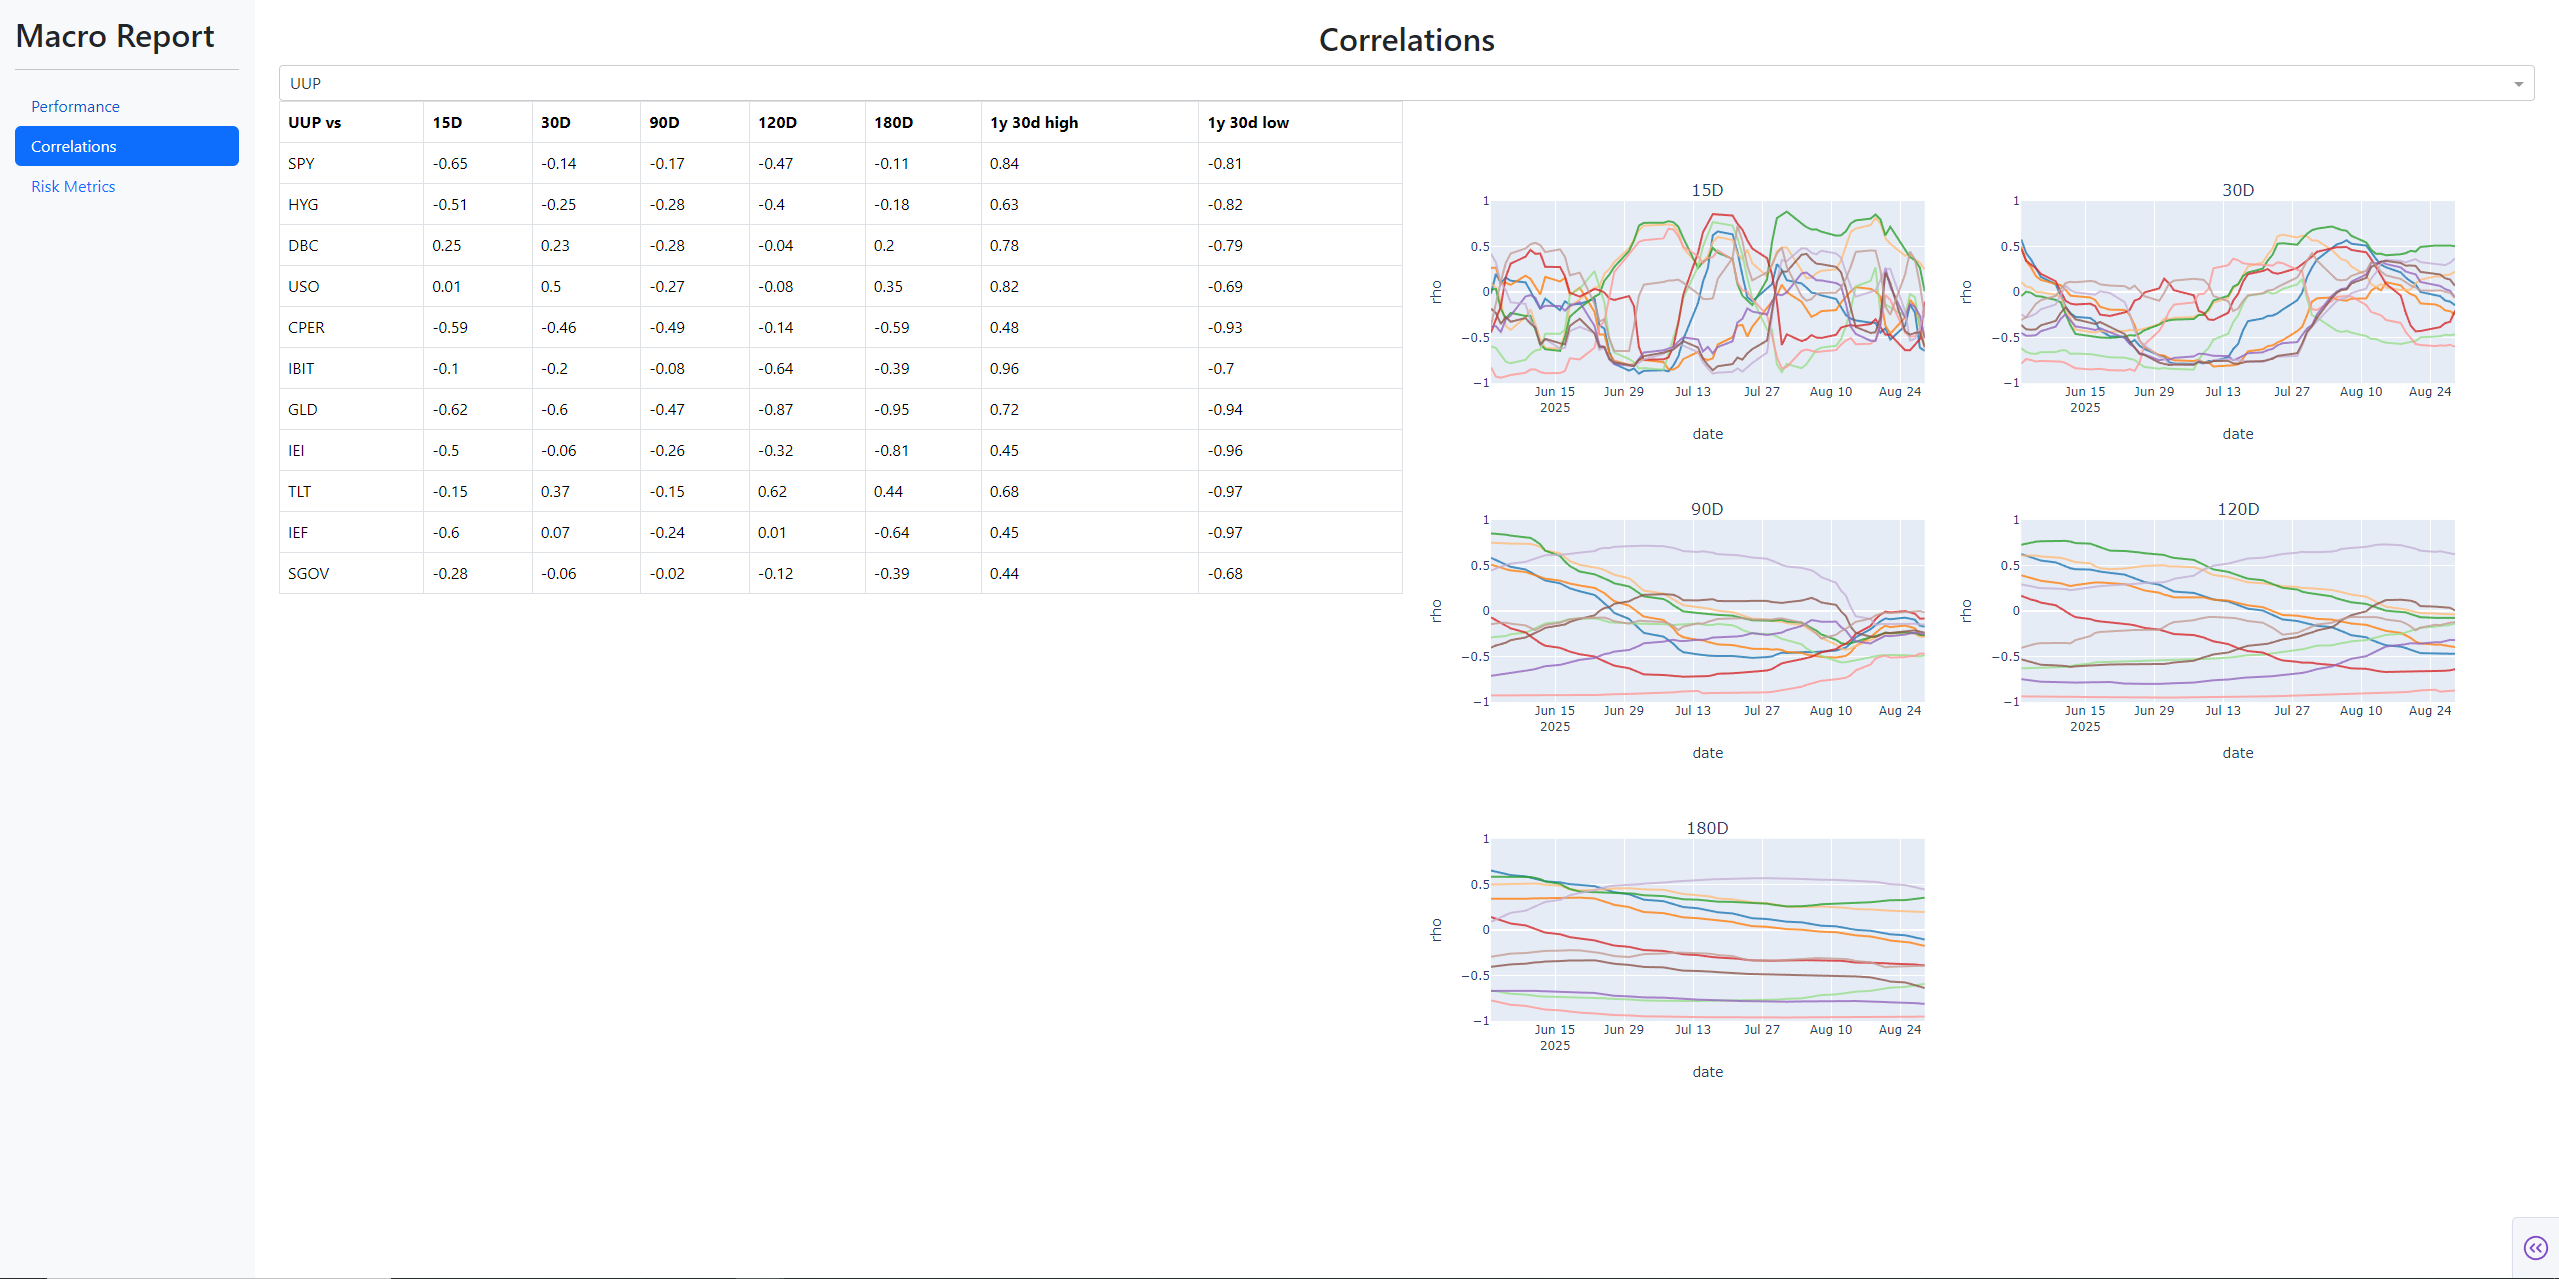 Macro Report
Performance
Correlations
Risk Metrics
Correlations
UUP
UUP vs 15D 30D 90D 120D 180D 1y 30d high 1y 30d low
SPY -0.65 -0.14 -0.17 -0.47 -0.11 0.84 -0.81
HYG -0.51 -0.25 -0.28 -0.4 -0.18 0.63 -0.82
DBC 0.25 0.23 -0.28 -0.04 0.2 0.78 -0.79
USO 0.01 0.5 -0.27 -0.08 0.35 0.82 -0.69
CPER -0.59 -0.46 -0.49 -0.14 -0.59 0.48 -0.93
IBIT -0.1 -0.2 -0.08 -0.64 -0.39 0.96 -0.7
GLD -0.62 -0.6 -0.47 -0.87 -0.95 0.72 -0.94
IEI -0.5 -0.06 -0.26 -0.32 -0.81 0.45 -0.96
TLT -0.15 0.37 -0.15 0.62 0.44 0.68 -0.97
IEF -0.6 0.07 -0.24 0.01 -0.64 0.45 -0.97
SGOV -0.28 -0.06 -0.02 -0.12 -0.39 0.44 -0.68
15D
1
0.5
0
−0.5
−1
rho
Jun 15 Jun 29 Jul 13 Jul 27 Aug 10 Aug 24
2025
date
30D
1
0.5
0
−0.5
−1
rho
Jun 15 Jun 29 Jul 13 Jul 27 Aug 10 Aug 24
2025
date
90D
1
0.5
0
−0.5
−1
rho
Jun 15 Jun 29 Jul 13 Jul 27 Aug 10 Aug 24
2025
date
120D
1
0.5
0
−0.5
−1
rho
Jun 15 Jun 29 Jul 13 Jul 27 Aug 10 Aug 24
2025
date
180D
1
0.5
0
−0.5
−1
rho
Jun 15 Jun 29 Jul 13 Jul 27 Aug 10 Aug 24
2025
date